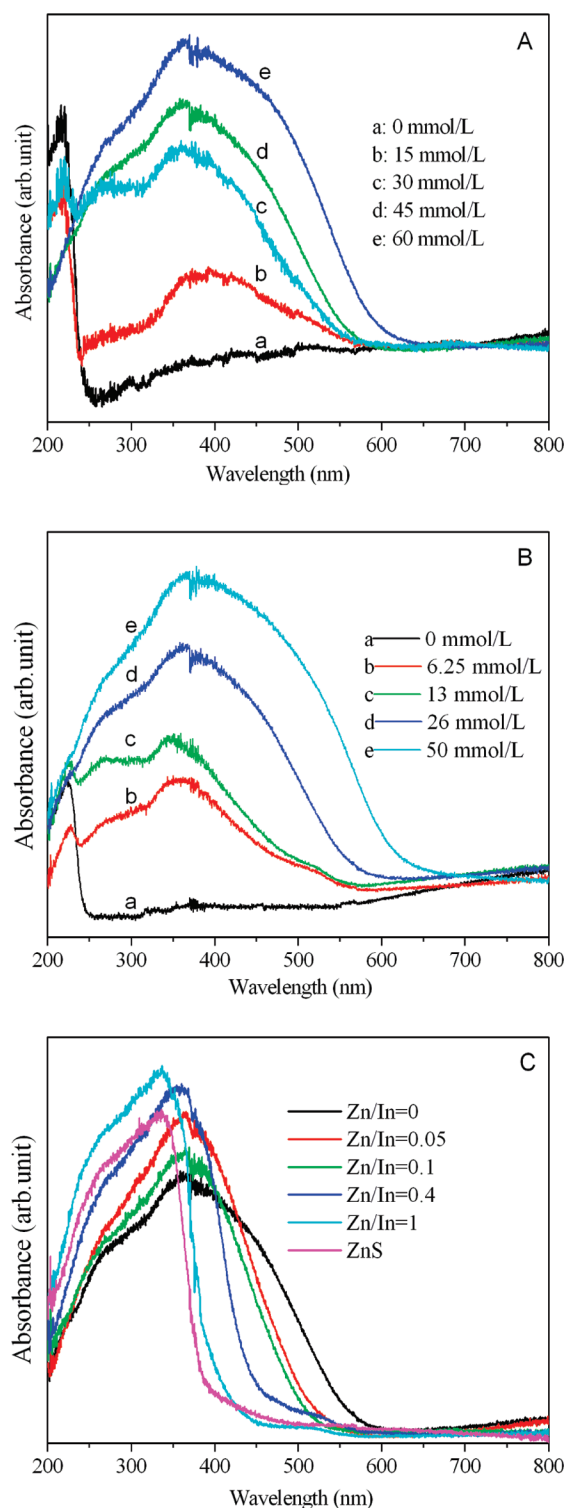 A
e
a: 0 mmol/L
b: 15 mmol/L
c: 30 mmol/L
d: 45 mmol/L
e: 60 mmol/L
d
c
b
a
Absorbance (arb.unit)
200 300 400 500 600 700 800
Wavelength (nm)
B
e
d
c
b
a
a 0 mmol/L
b 6.25 mmol/L
c 13 mmol/L
d 26 mmol/L
e 50 mmol/L
Absorbance (arb.unit)
200 300 400 500 600 700 800
Wavelength (nm)
C
Zn/In=0
Zn/In=0.05
Zn/In=0.1
Zn/In=0.4
Zn/In=1
ZnS
Absorbance (arb.unit)
200 300 400 500 600 700 800
Wavelength (nm)